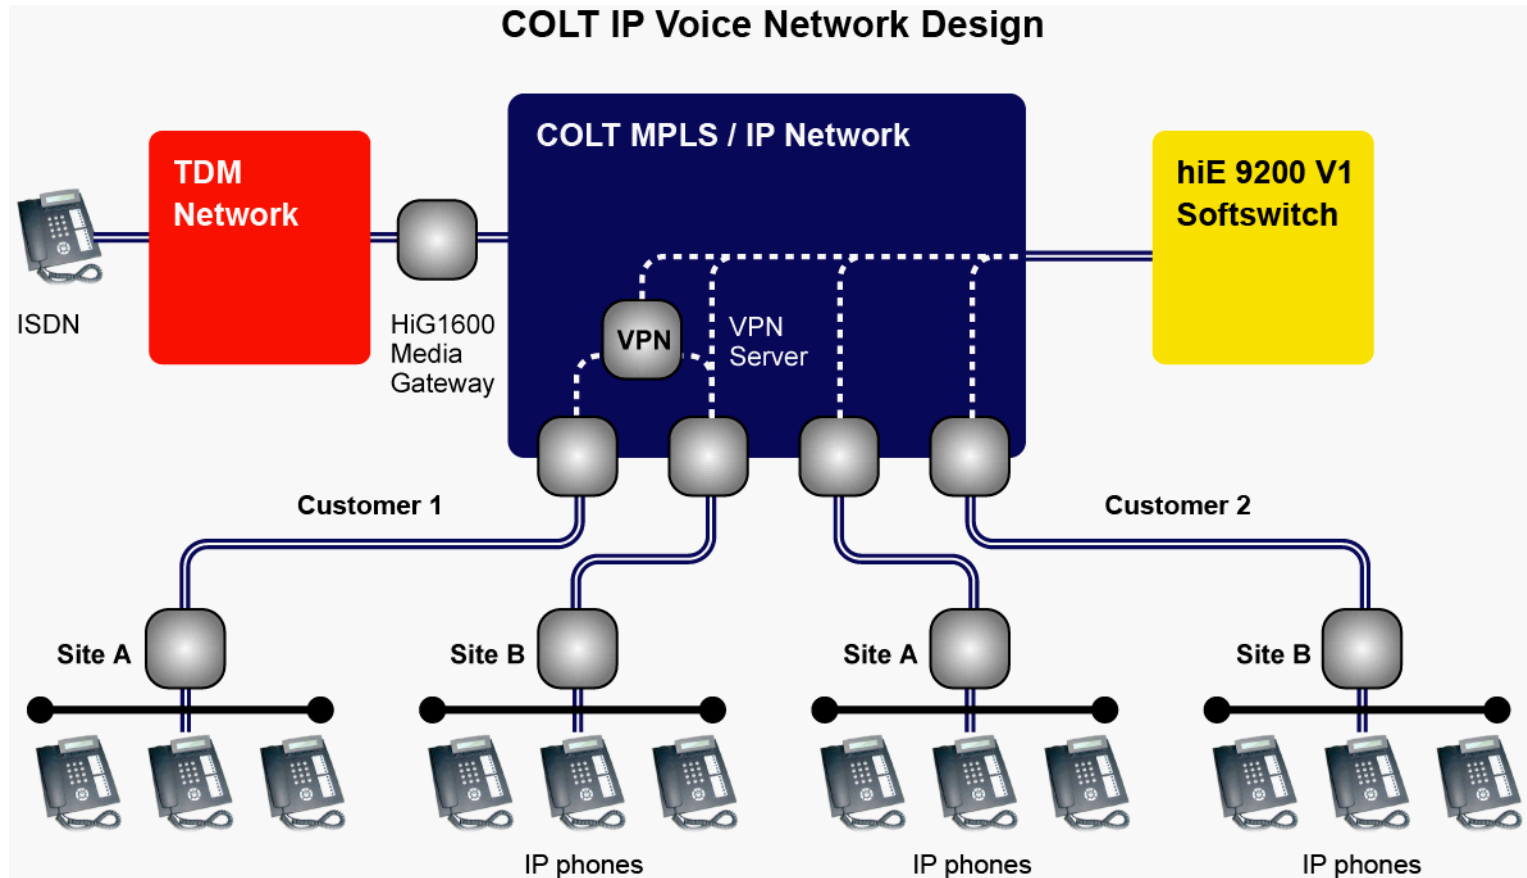 COLT IP Voice Network Design
COLT MPLS / IP Network
TDM
Network
hiE 9200 V1
Softswitch
ISDN
HiG1600
Media
Gateway
VPN
VPN
Server
Customer 1
Customer 2
Site A
Site B
Site A
Site B
IP phones
IP phones
IP phones